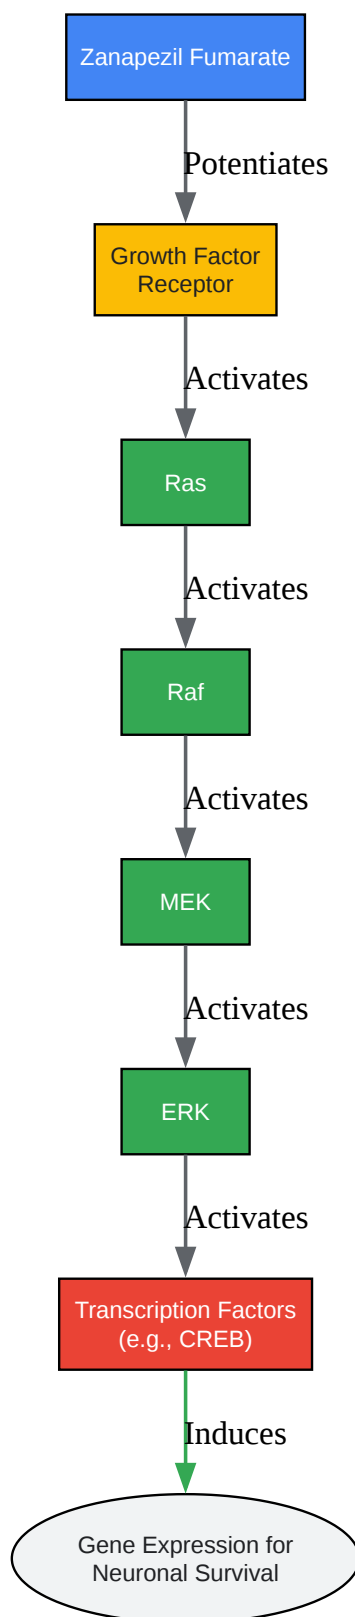 Zanapezil Fumarate
Potentiates
Growth Factor
Receptor
Activates
Ras
Activates
Raf
Activates
MEK
Activates
ERK
Activates
Transcription Factors
(e.g., CREB)
Induces
Gene Expression for
Neuronal Survival